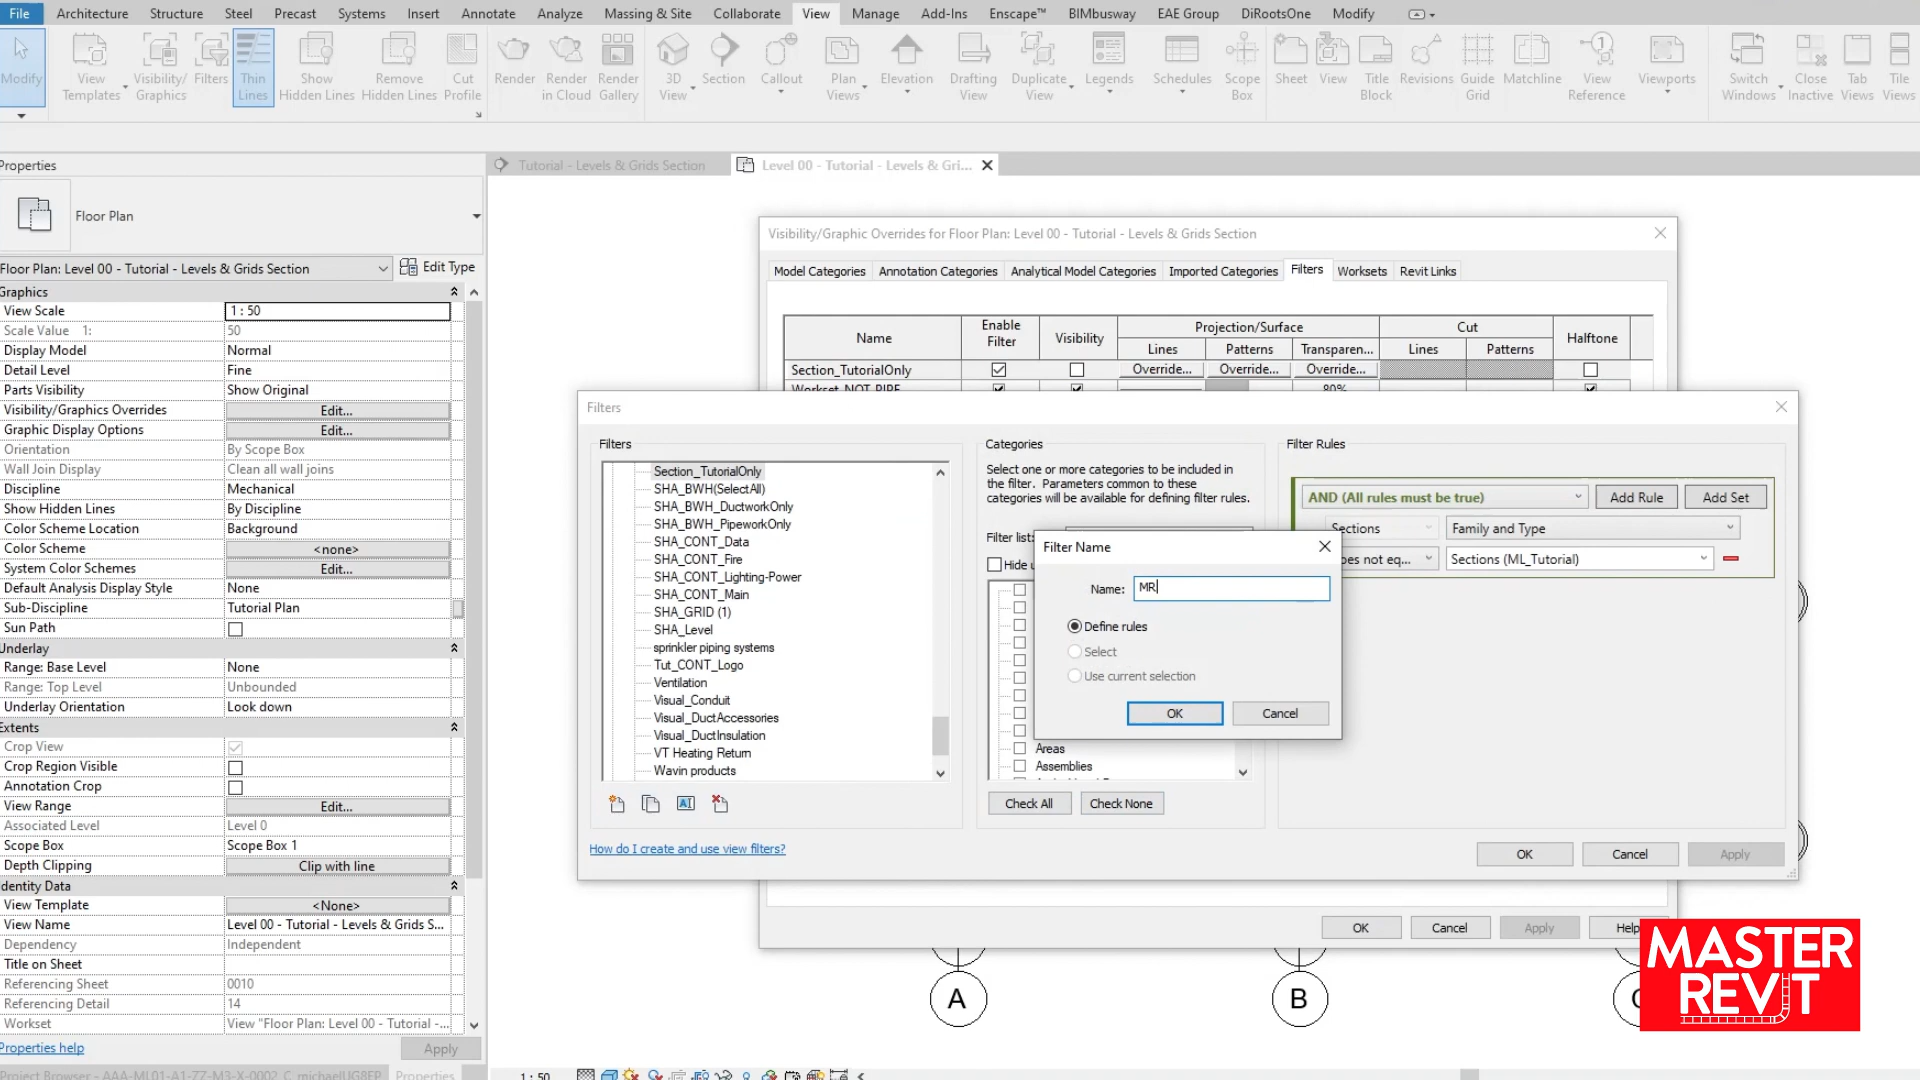 File Architecture Structure Steel Precast Systems Insert Annotate Analyze Massing & Site Collaborate View Manage Add-Ins Enscape™ BIMbusway EAE Group DiRootsOne Modify
Modify
View Templates
Visibility/ Graphics
Filters
Thin Lines
Show Hidden Lines
Remove Hidden Lines
Cut Profile
Render
Render in Cloud
Render Gallery
3D View
Section
Callout
Plan Views
Elevation
Drafting View
Duplicate View
Legends
Schedules
Scope Box
Sheet
View
Title Block
Revisions
Guide Grid
Matchline
View Reference
Viewports
Switch Windows
Close Inactive
Tab Views
Tile Views
Properties
Tutorial - Levels & Grids Section
Level 00 - Tutorial - Levels & Gri...
Floor Plan
Floor Plan: Level 00 - Tutorial - Levels & Grids Section
Edit Type
Graphics
View Scale 1 : 50
Scale Value 1: 50
Display Model Normal
Detail Level Fine
Parts Visibility Show Original
Visibility/Graphics Overrides Edit...
Graphic Display Options Edit...
Orientation By Scope Box
Wall Join Display Clean all wall joins
Discipline Mechanical
Show Hidden Lines By Discipline
Color Scheme Location Background
Color Scheme <none>
System Color Schemes Edit...
Default Analysis Display Style None
Sub-Discipline Tutorial Plan
Sun Path
Underlay
Range: Base Level None
Range: Top Level Unbounded
Underlay Orientation Look down
Extents
Crop View
Crop Region Visible
Annotation Crop
View Range Edit...
Associated Level Level 0
Scope Box Scope Box 1
Depth Clipping Clip with line
Identity Data
View Template <None>
View Name Level 00 - Tutorial - Levels & Grids S...
Dependency Independent
Title on Sheet
Referencing Sheet 0010
Referencing Detail 14
Workset View "Floor Plan: Level 00 - Tutorial -...
Properties help
Apply
Properties
Visibility/Graphic Overrides for Floor Plan: Level 00 - Tutorial - Levels & Grids Section
Model Categories Annotation Categories Analytical Model Categories Imported Categories Filters Worksets Revit Links
Name Enable Filter Visibility Projection/Surface Cut Halftone
Lines Patterns Transparen... Lines Patterns
Section_TutorialOnly Override... Override... Override...
Workset_NOT_PIPE 80%
Filters
Filters
Section_TutorialOnly
SHA_BWH(SelectAll)
SHA_BWH_DuctworkOnly
SHA_BWH_PipeworkOnly
SHA_CONT_Data
SHA_CONT_Fire
SHA_CONT_Lighting-Power
SHA_CONT_Main
SHA_GRID (1)
SHA_Level
sprinkler piping systems
Tut_CONT_Logo
Ventilation
Visual_Conduit
Visual_DuctAccessories
Visual_DuctInsulation
VT Heating Return
Wavin products
How do I create and use view filters?
Categories
Select one or more categories to be included in
the filter. Parameters common to these
categories will be available for defining filter rules.
Filter list:
Hide u
Areas
Assemblies
Check All Check None
Filter Rules
AND (All rules must be true) Add Rule Add Set
Sections Family and Type
oes not eq... Sections (ML_Tutorial)
Filter Name
Name: MR
Define rules
Select
Use current selection
OK Cancel
OK Cancel Apply
OK Cancel Apply Help
A B
1 : 50
MASTER
REVIT